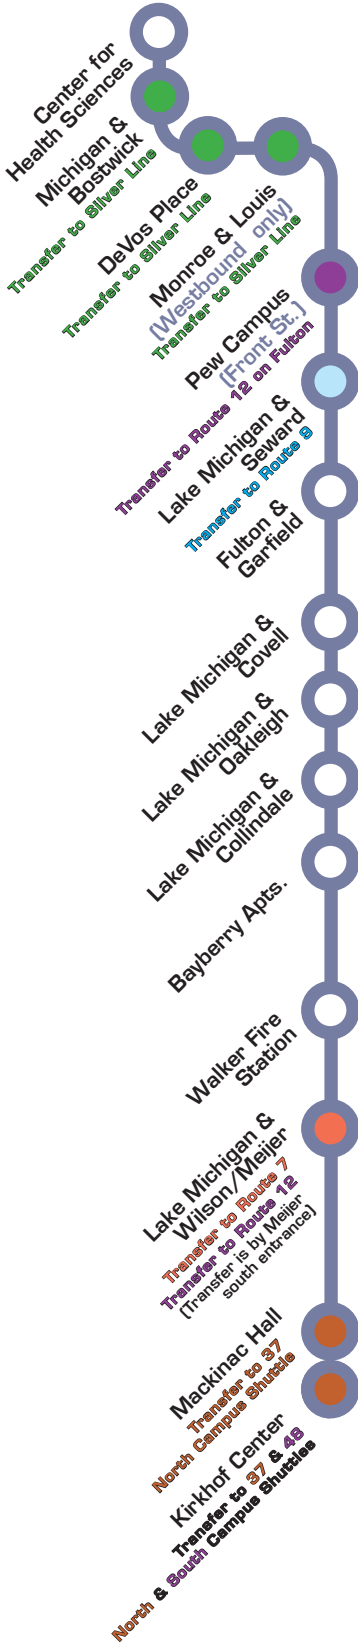 Center for
Health Sciences
Michigan &
Bostwick
Transfer to Silver Line
DeVos Place
Transfer to Silver Line
Monroe & Louis
(Westbound only)
Transfer to Silver Line
Pew Campus
(Front St.)
Transfer to Route 12 on Fulton
Lake Michigan &
Seward
Transfer to Route 9
Fulton &
Garfield
Lake Michigan &
Covell
Lake Michigan &
Oakleigh
Lake Michigan &
Collindale
Bayberry Apts.
Walker Fire
Station
Lake Michigan &
Wilson/Meijer
Transfer to Route 7
Transfer to Route 12
(Transfer is by Meijer
south entrance)
Mackinac Hall
Transfer to 37
North Campus Shuttle
Kirkhof Center
Transfer to 37 & 48
North & South Campus Shuttles